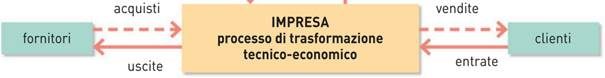 acquisti
vendite
fornitori
IMPRESA
processo di trasformazione
tecnico-economico
clienti
uscite
entrate